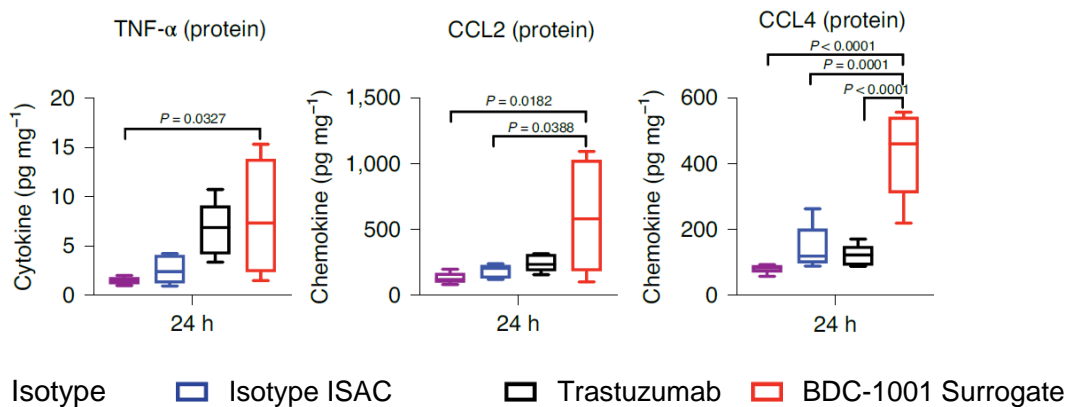 TNF-α (protein)
P = 0.0327
Cytokine (pg mg⁻¹)
20
15
10
5
0
24 h
CCL2 (protein)
P = 0.0182
P = 0.0388
Chemokine (pg mg⁻¹)
1,500
1,000
500
0
24 h
CCL4 (protein)
P < 0.0001
P = 0.0001
P < 0.0001
Chemokine (pg mg⁻¹)
600
400
200
0
24 h
Isotype Isotype ISAC Trastuzumab BDC-1001 Surrogate